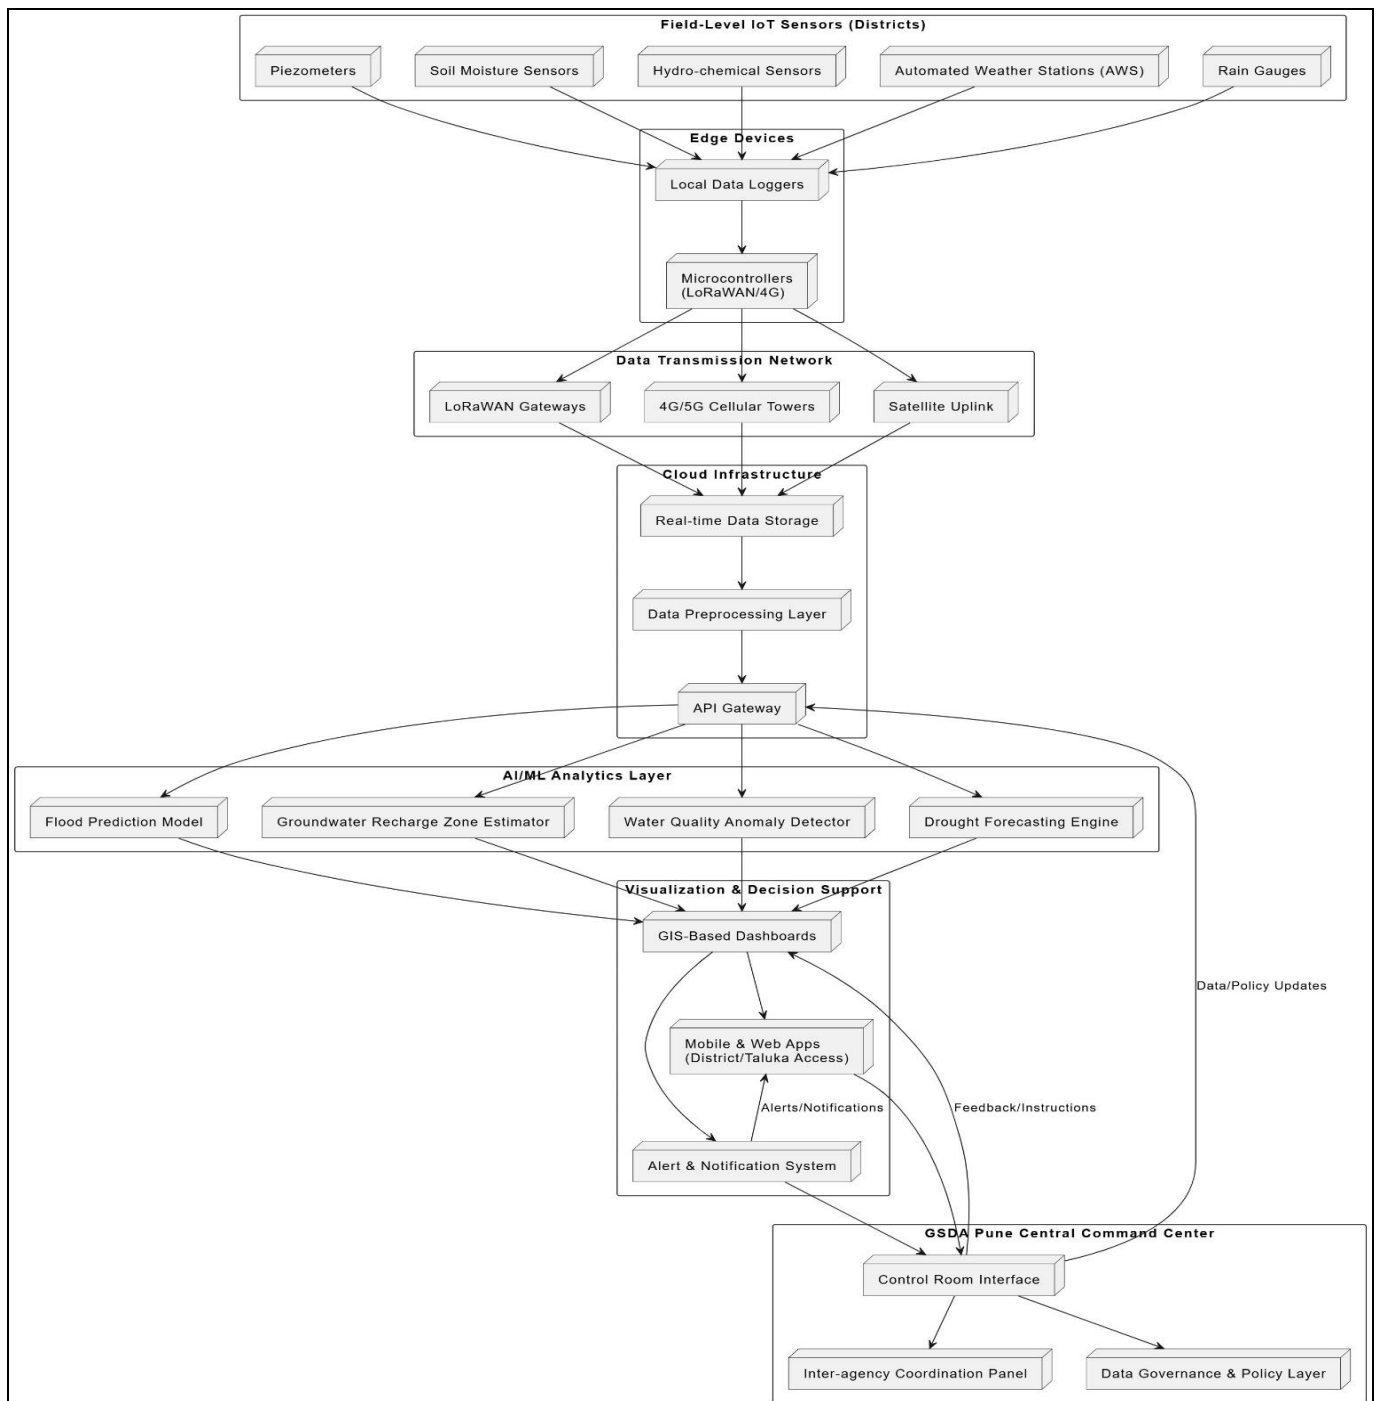 Field-Level IoT Sensors (Districts)
Piezometers
Soil Moisture Sensors
Hydro-chemical Sensors
Automated Weather Stations (AWS)
Rain Gauges
Edge Devices
Local Data Loggers
Microcontrollers
(LoRaWAN/4G)
Data Transmission Network
LoRaWAN Gateways
4G/5G Cellular Towers
Satellite Uplink
Cloud Infrastructure
Real-time Data Storage
Data Preprocessing Layer
API Gateway
AI/ML Analytics Layer
Flood Prediction Model
Groundwater Recharge Zone Estimator
Water Quality Anomaly Detector
Drought Forecasting Engine
Visualization & Decision Support
GIS-Based Dashboards
Data/Policy Updates
Mobile & Web Apps
(District/Taluka Access)
Alerts/Notifications
Feedback/Instructions
Alert & Notification System
GSDA Pune Central Command Center
Control Room Interface
Inter-agency Coordination Panel
Data Governance & Policy Layer